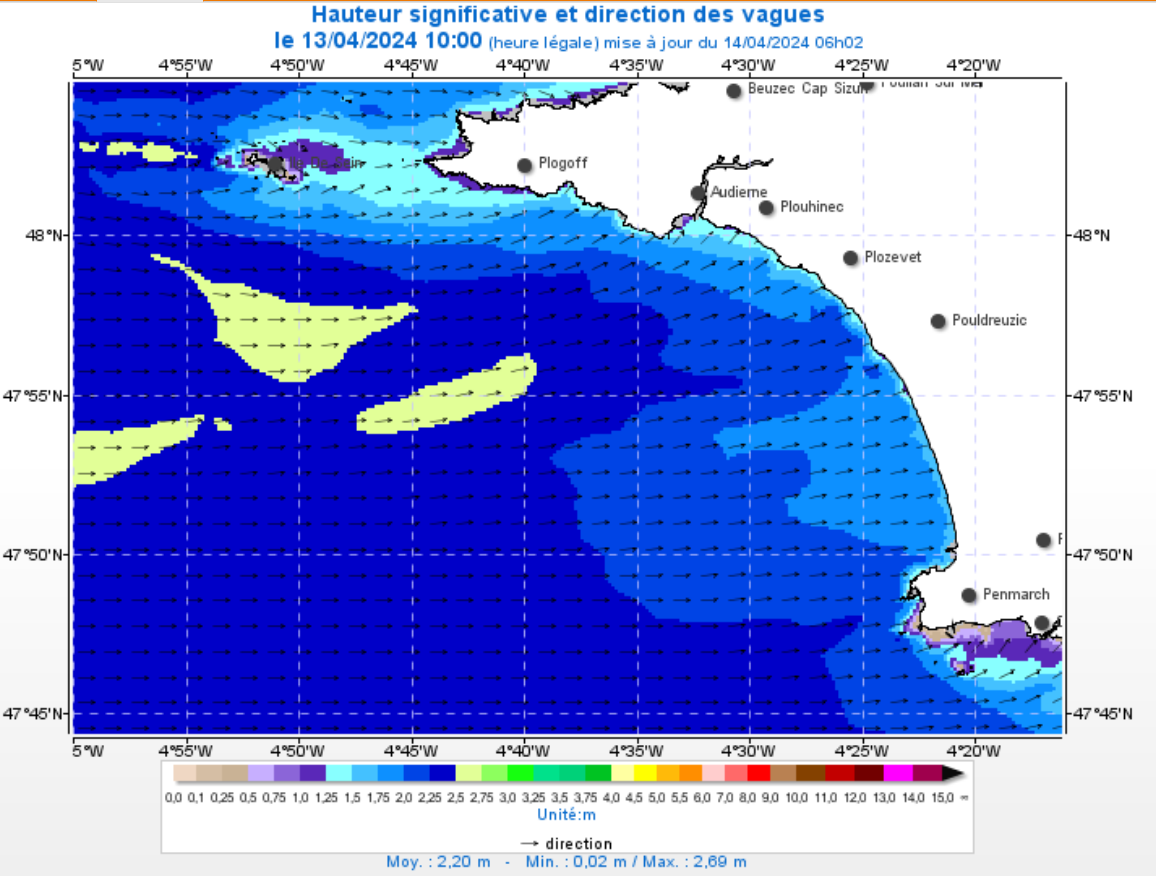 Hauteur significative et direction des vagues
le 13/04/2024 10:00 (heure légale) mise à jour du 14/04/2024 06h02
5°W 4°55'W 4°50'W 4°45'W 4°40'W 4°35'W 4°30'W 4°25'W 4°20'W
Beuzec Cap Sizun
Plogoff
Audierne
Plouhinec
48°N 48°N
Plozevet
Pouldreuzic
47°55'N 47°55'N
47°50'N 47°50'N
Penmarch
47°45'N 47°45'N
5°W 4°55'W 4°50'W 4°45'W 4°40'W 4°35'W 4°30'W 4°25'W 4°20'W
0,0 0,1 0,25 0,5 0,75 1,0 1,25 1,5 1,75 2,0 2,25 2,5 2,75 3,0 3,25 3,5 3,75 4,0 4,5 5,0 5,5 6,0 7,0 8,0 9,0 10,0 11,0 12,0 13,0 14,0 15,0 ∞
Unité:m
→ direction
Moy. : 2,20 m - Min. : 0,02 m / Max. : 2,69 m